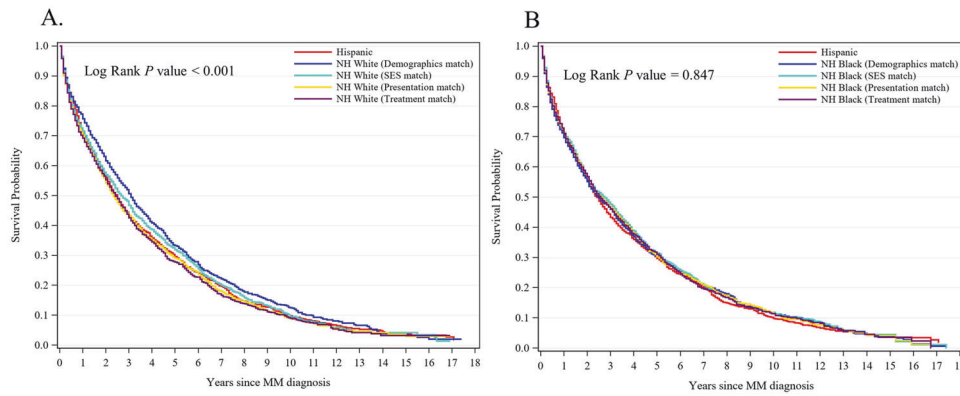 A.
Log Rank P value < 0.001
Hispanic
NH White (Demographics match)
NH White (SES match)
NH White (Presentation match)
NH White (Treatment match)
Survival Probability
1.0
0.9
0.8
0.7
0.6
0.5
0.4
0.3
0.2
0.1
0.0
0 1 2 3 4 5 6 7 8 9 10 11 12 13 14 15 16 17 18
Years since MM diagnosis
B.
Log Rank P value = 0.847
Hispanic
NH Black (Demographics match)
NH Black (SES match)
NH Black (Presentation match)
NH Black (Treatment match)
Survival Probability
1.0
0.9
0.8
0.7
0.6
0.5
0.4
0.3
0.2
0.1
0.0
0 1 2 3 4 5 6 7 8 9 10 11 12 13 14 15 16 17
Years since MM diagnosis